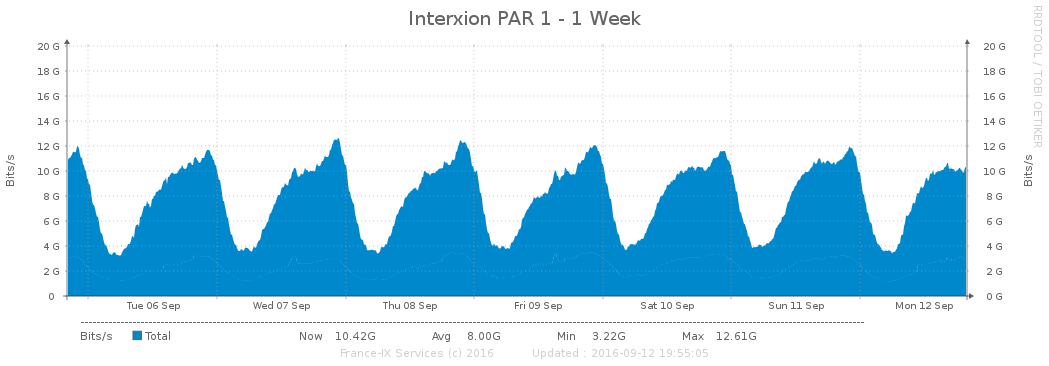 Interxion PAR 1 - 1 Week
RRDTOOL / TOBI OETIKER
Bits/s
Bits/s
20 G 20 G
18 G 18 G
16 G 16 G
14 G 14 G
12 G 12 G
10 G 10 G
8 G 8 G
6 G 6 G
4 G 4 G
2 G 2 G
0 0 G
Tue 06 Sep Wed 07 Sep Thu 08 Sep Fri 09 Sep Sat 10 Sep Sun 11 Sep Mon 12 Sep
Bits/s Total Now 10.42G Avg 8.00G Min 3.22G Max 12.61G
France-IX Services (c) 2016 Updated : 2016-09-12 19:55:05